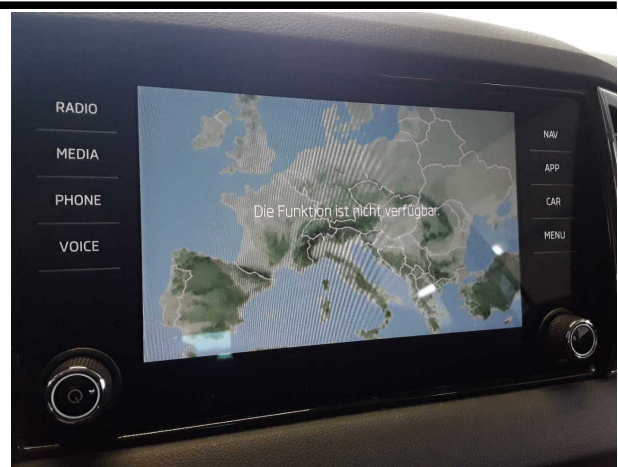 RADIO
MEDIA
PHONE
VOICE
Die Funktion ist nicht verfügbar.
NAV
APP
CAR
MENU